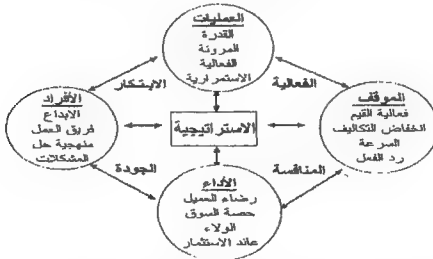 العمليات
القدرة
المرونة
الفعالية
الاستمرارية
الفعالية
الابتكار
الموقف
فعالية القيم
انخفاض التكاليف
السرعة
رد الفعل
الاستراتيجية
الأفراد
الابداع
فريق العمل
منهجية حل
المشكلات
المنافسة
الجودة
الأداء
رضاء العميل
حصة السوق
الولاء
عائد الاستثمار